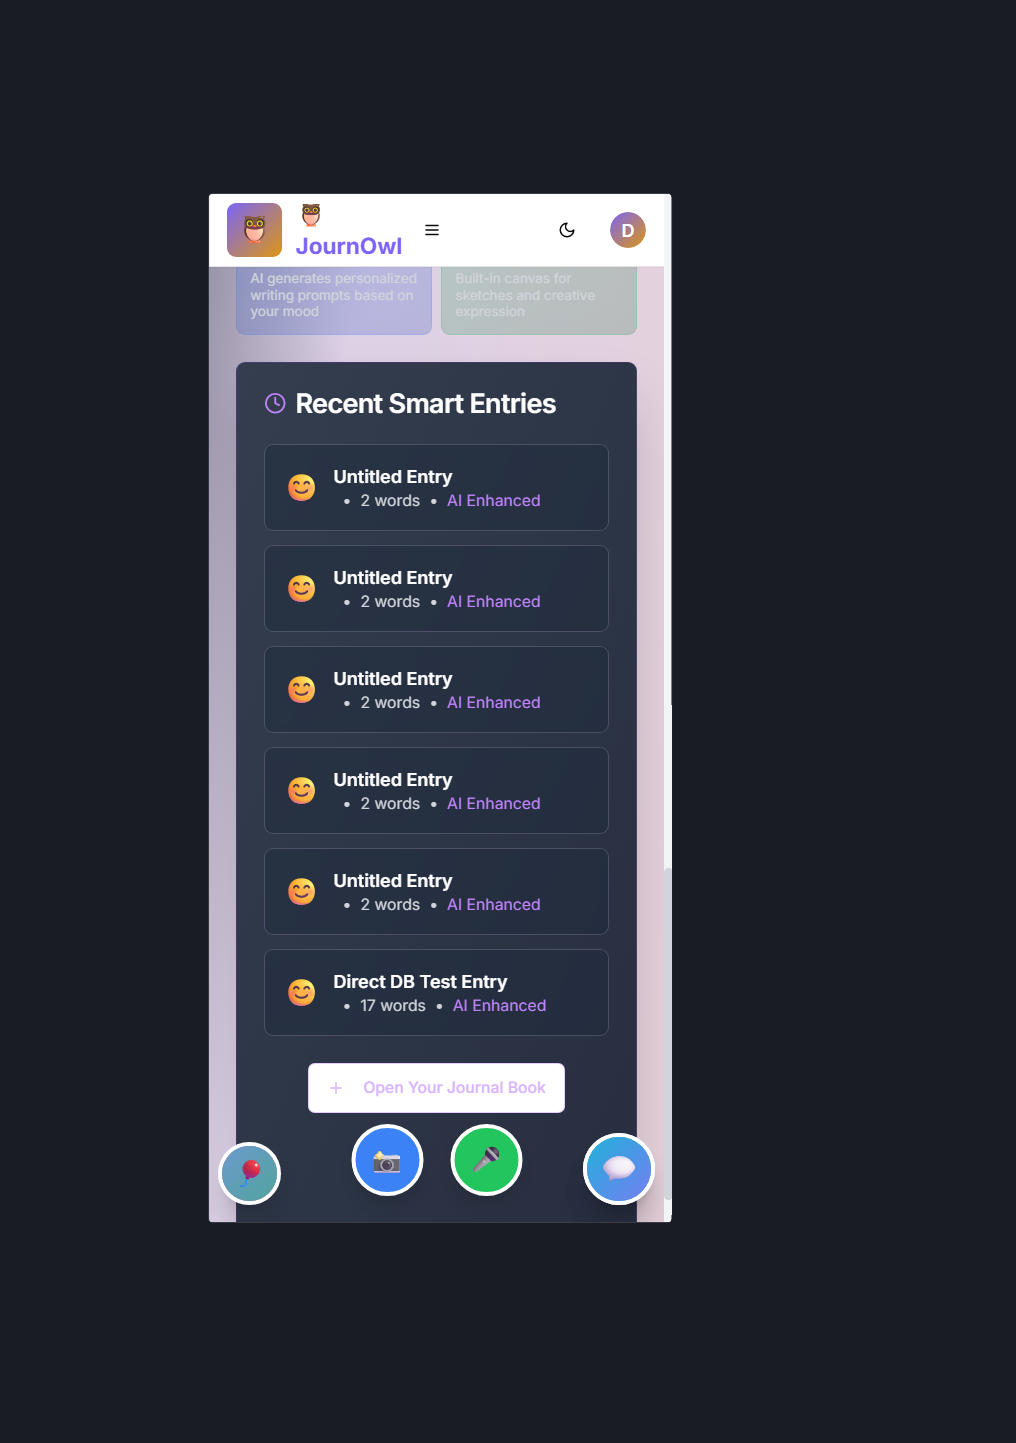 JournOwl
D
AI generates personalized
writing prompts based on
your mood
Built-in canvas for
sketches and creative
expression
Recent Smart Entries
Untitled Entry
• 2 words • AI Enhanced
Untitled Entry
• 2 words • AI Enhanced
Untitled Entry
• 2 words • AI Enhanced
Untitled Entry
• 2 words • AI Enhanced
Untitled Entry
• 2 words • AI Enhanced
Direct DB Test Entry
• 17 words • AI Enhanced
Open Your Journal Book